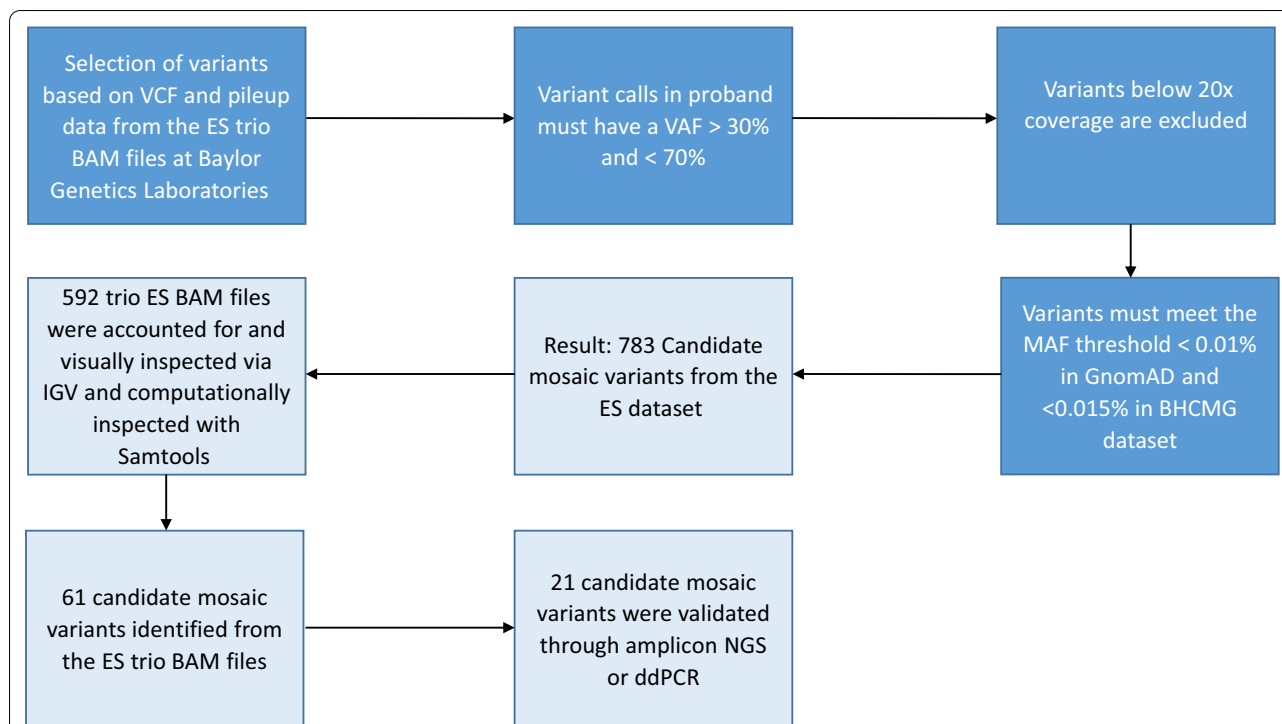 Selection of variants
based on VCF and pileup
data from the ES trio
BAM files at Baylor
Genetics Laboratories
Variant calls in proband
must have a VAF > 30%
and < 70%
Variants below 20x
coverage are excluded
Variants must meet the
MAF threshold < 0.01%
in GnomAD and
<0.015% in BHCMG
dataset
Result: 783 Candidate
mosaic variants from the
ES dataset
592 trio ES BAM files
were accounted for and
visually inspected via
IGV and computationally
inspected with
Samtools
61 candidate mosaic
variants identified from
the ES trio BAM files
21 candidate mosaic
variants were validated
through amplicon NGS
or ddPCR